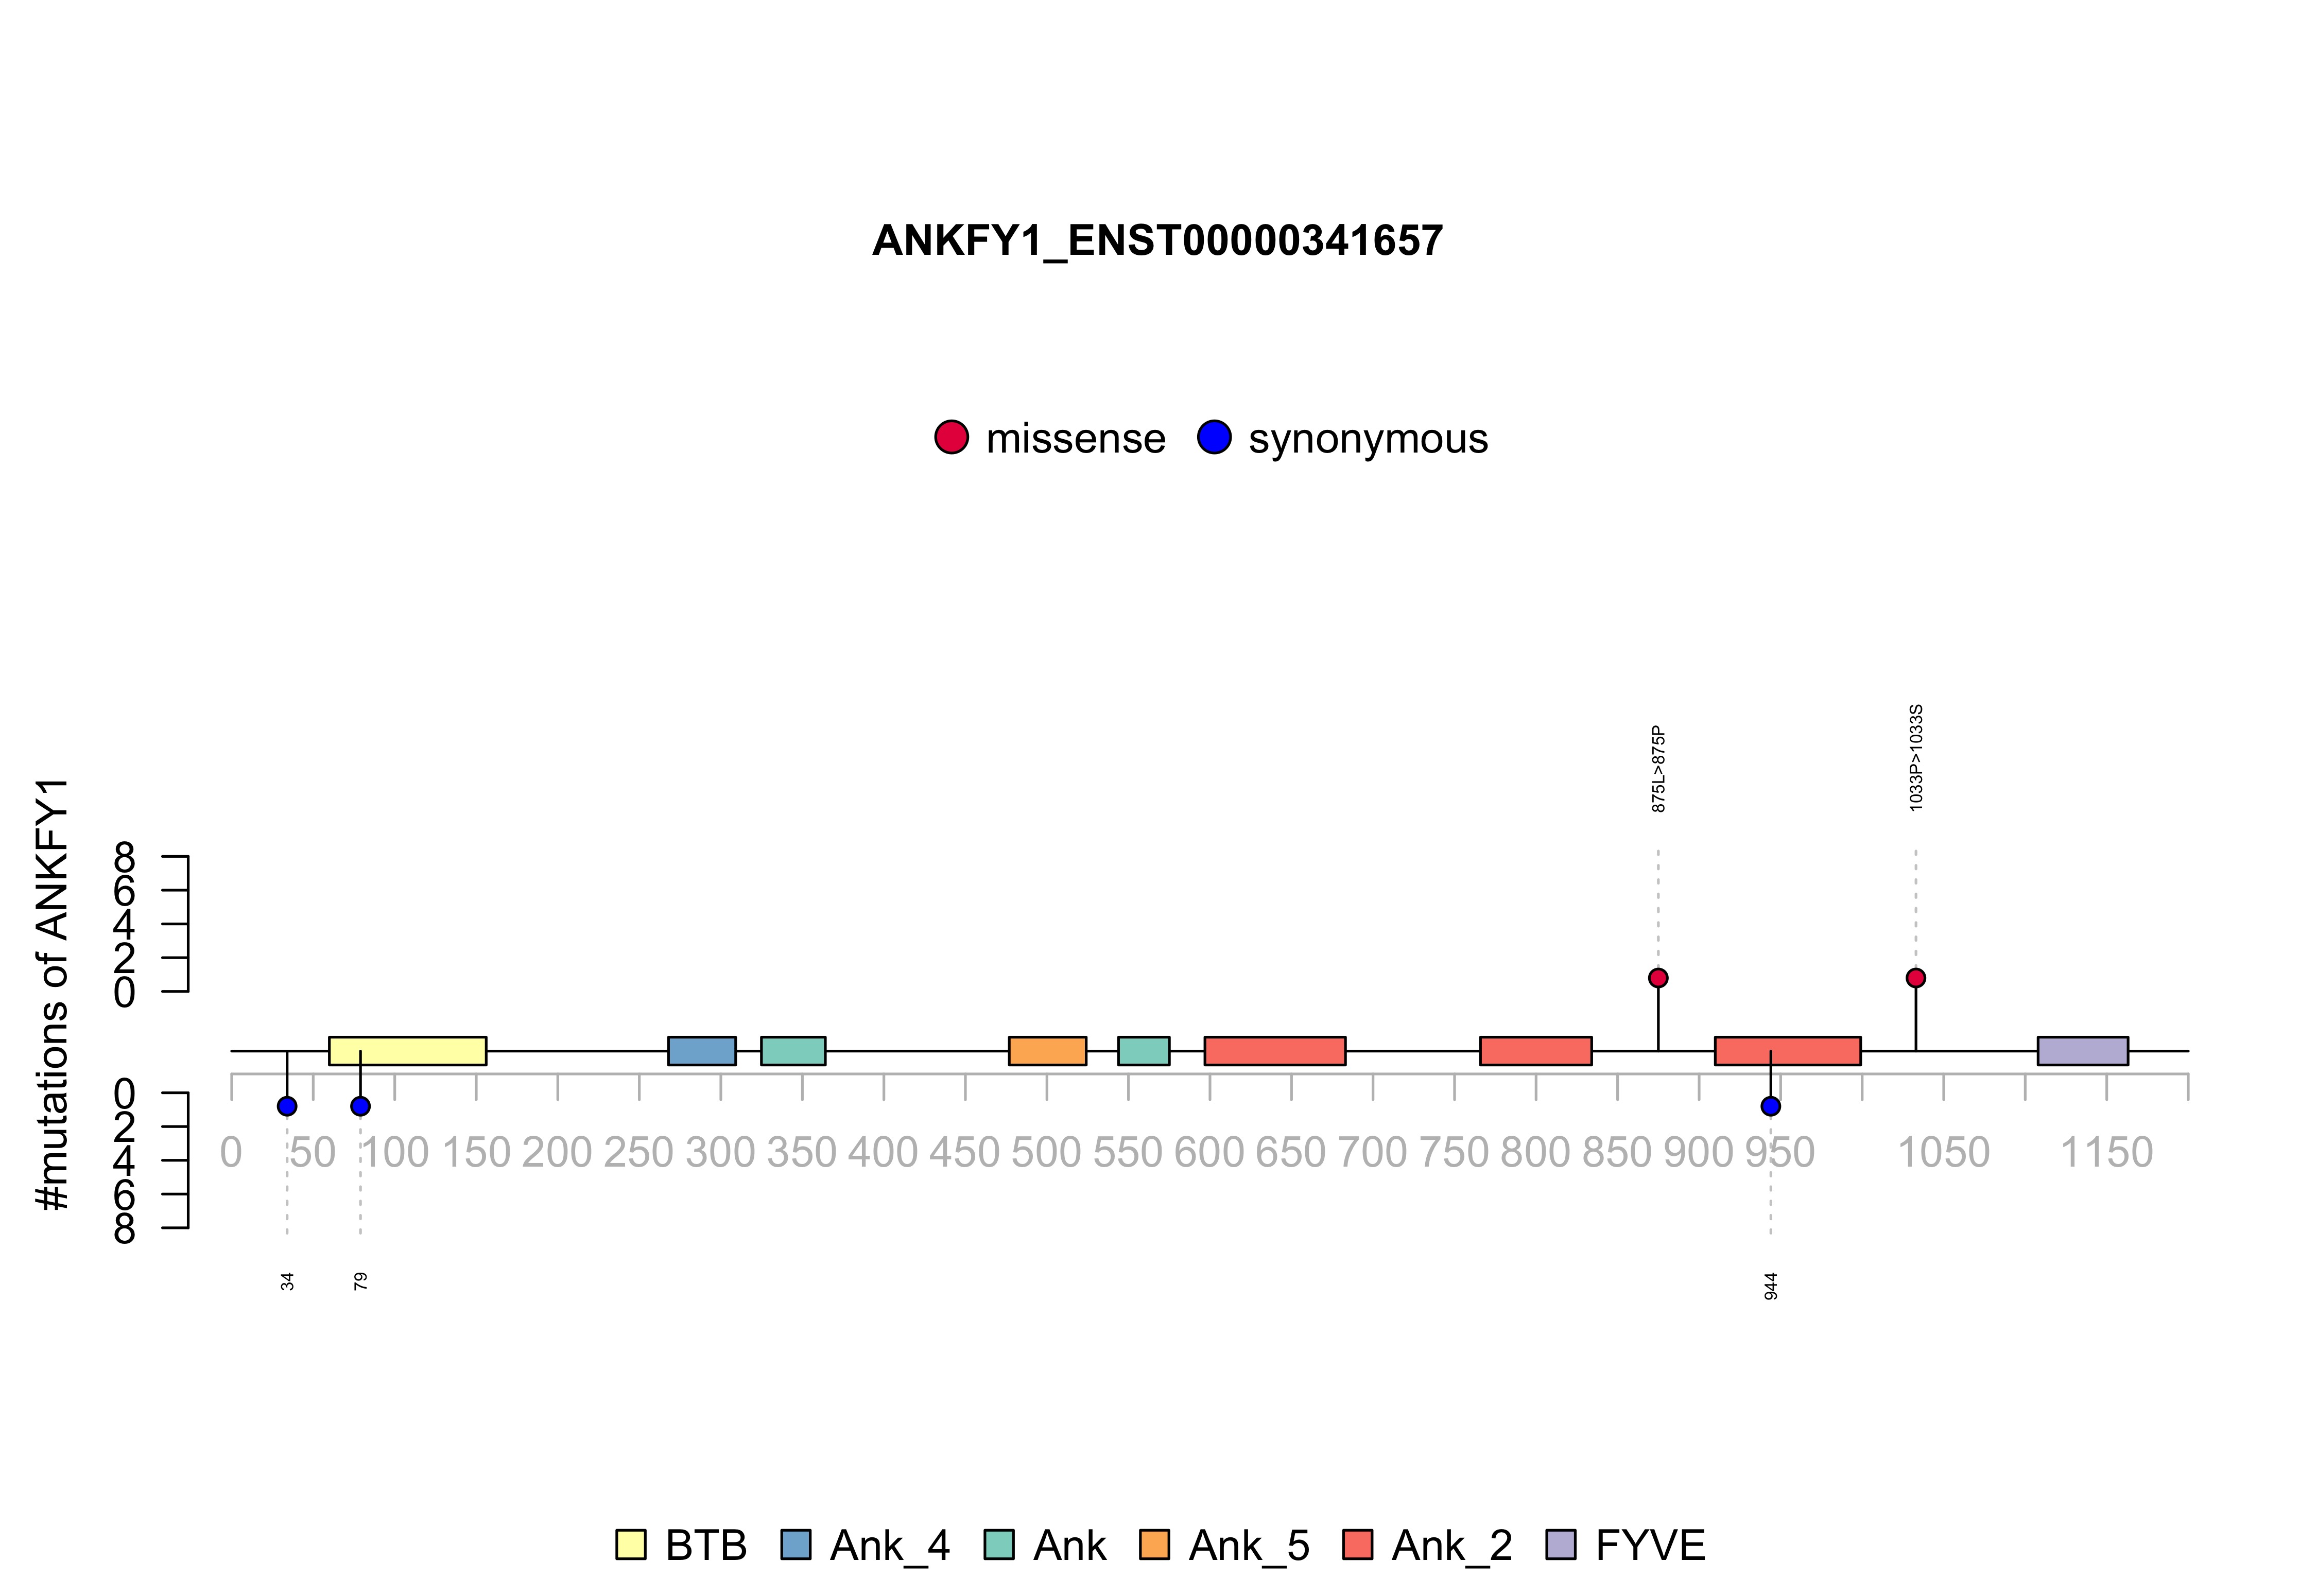 ANKFY1_ENST00000341657
missense synonymous
875L>875P
1033P>1033S
#mutations of ANKFY1
8
6
4
2
0
0
2
4
6
8
0 50 100 150 200 250 300 350 400 450 500 550 600 650 700 750 800 850 900 950 1050 1150
34
79
944
BTB Ank_4 Ank Ank_5 Ank_2 FYVE